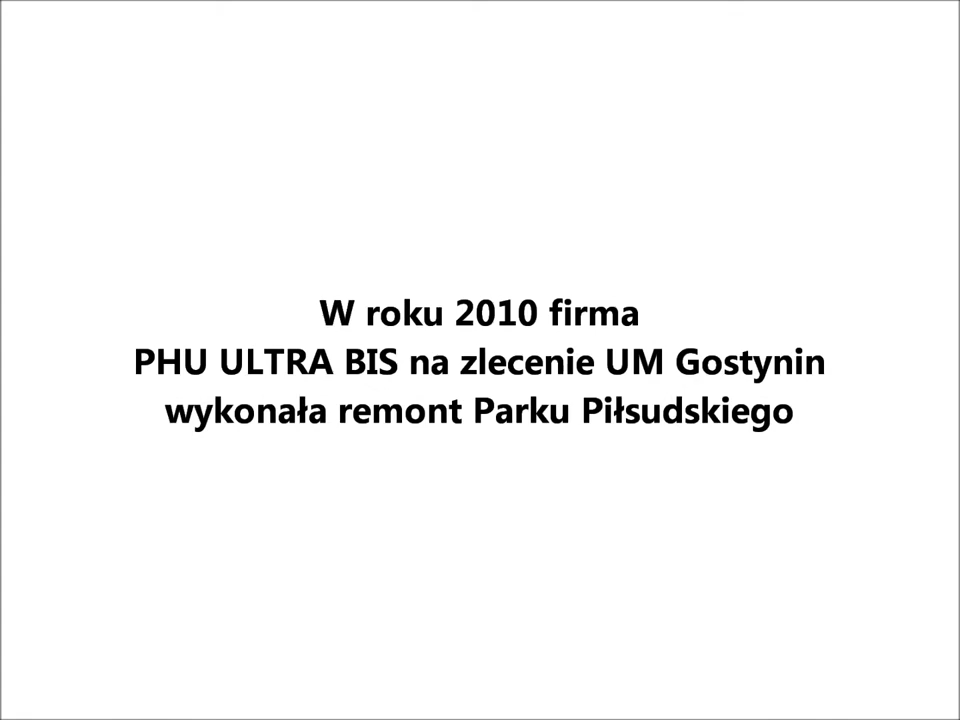 W roku 2010 firma
PHU ULTRA BIS na zlecenie UM Gostynin
wykonała remont Parku Piłsudskiego